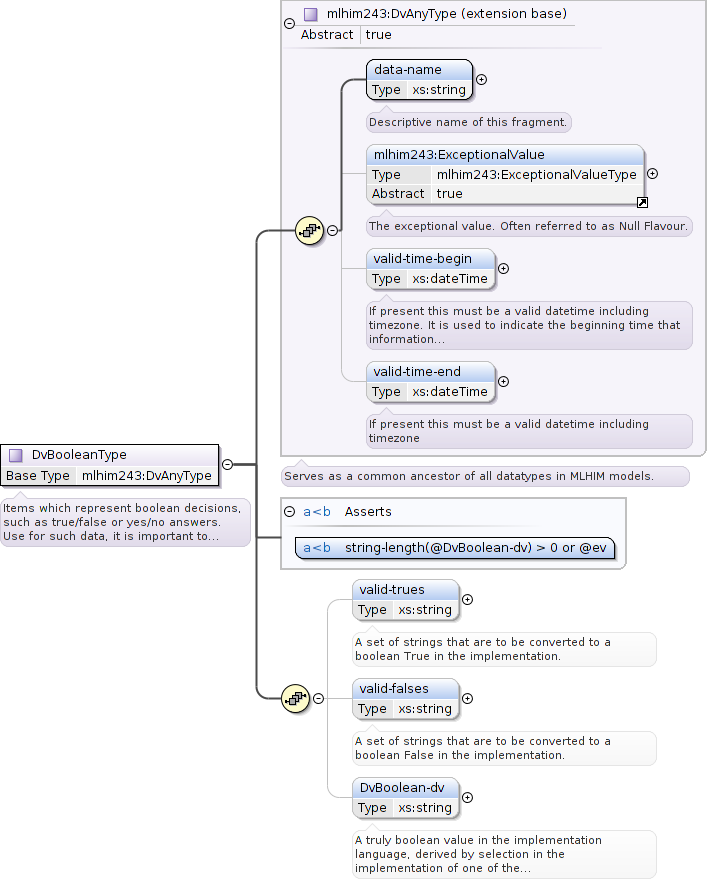 mlhim243:DvAnyType (extension base)
Abstract true
data-name
Type xs:string
Descriptive name of this fragment.
mlhim243:ExceptionalValue
Type mlhim243:ExceptionalValueType
Abstract true
The exceptional value. Often referred to as Null Flavour.
valid-time-begin
Type xs:dateTime
If present this must be a valid datetime including
timezone. It is used to indicate the beginning time that
information...
valid-time-end
Type xs:dateTime
If present this must be a valid datetime including
timezone
DvBooleanType
Base Type mlhim243:DvAnyType
Items which represent boolean decisions,
such as true/false or yes/no answers.
Use for such data, it is important to...
Serves as a common ancestor of all datatypes in MLHIM models.
a<b Asserts
a<b string-length(@DvBoolean-dv) > 0 or @ev
valid-trues
Type xs:string
A set of strings that are to be converted to a
boolean True in the implementation.
valid-falses
Type xs:string
A set of strings that are to be converted to a
boolean False in the implementation.
DvBoolean-dv
Type xs:string
A truly boolean value in the implementation
language, derived by selection in the
implementation of one of the...